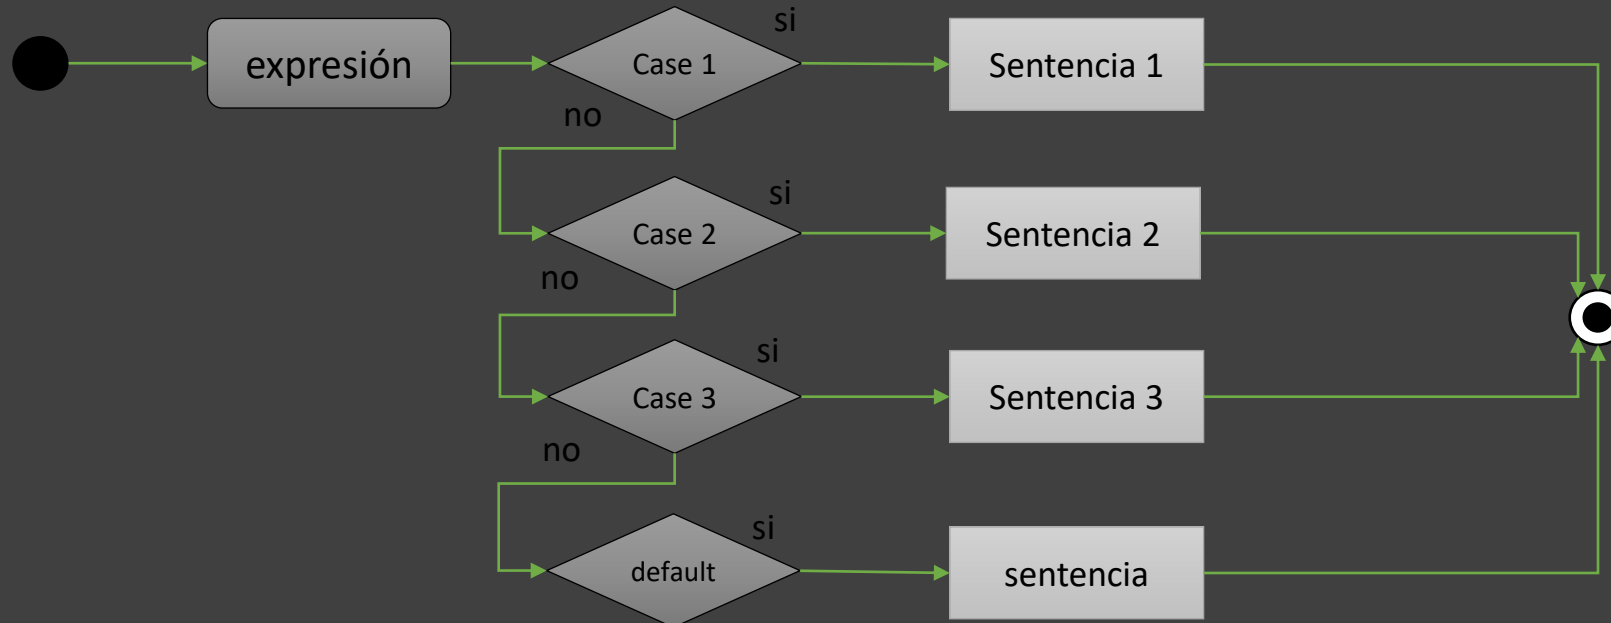 si
expresión
Case 1
Sentencia 1
no
si
Case 2
Sentencia 2
no
si
Case 3
Sentencia 3
no
si
default
sentencia